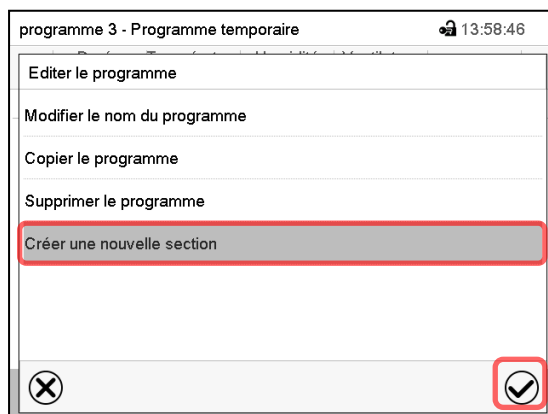 programme 3 - Programme temporaire 13:58:46
Editer le programme
Modifier le nom du programme
Copier le programme
Supprimer le programme
Créer une nouvelle section